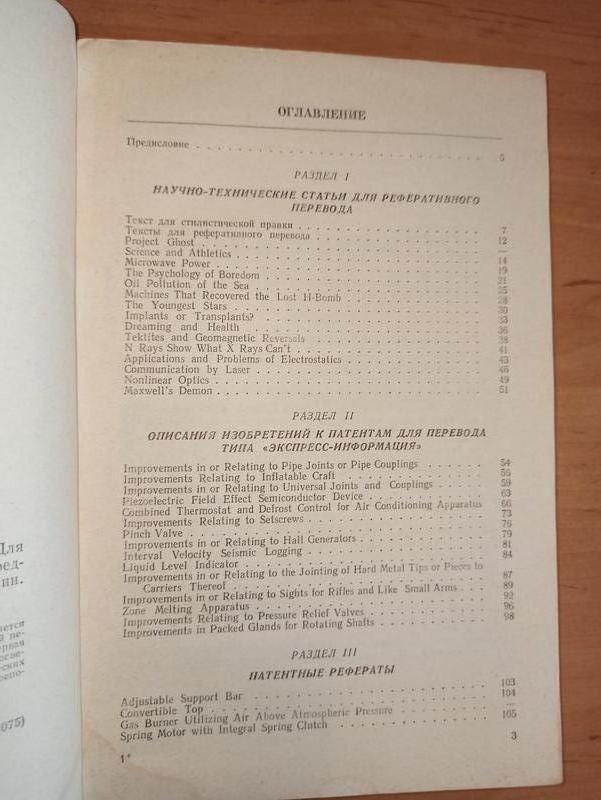 Для
ред-
ии.
яется
й пе-
рвая
еских
репо-
075)
ОГЛАВЛЕНИЕ
Предисловие . . . . . . . . . . 5
РАЗДЕЛ I
НАУЧНО-ТЕХНИЧЕСКИЕ СТАТЬИ ДЛЯ РЕФЕРАТИВНОГО
ПЕРЕВОДА
Текст для стилистической правки . . . . . . . . . . 7
Тексты для реферативного перевода . . . . . . . . . . 12
Project Ghost . . . . . . . . . . —
Science and Athletics . . . . . . . . . . 14
Microwave Power . . . . . . . . . . 19
The Psychology of Boredom . . . . . . . . . . 21
Oil Pollution of the Sea . . . . . . . . . . 25
Machines That Recovered the Lost H-Bomb . . . . . . . . . . 28
The Youngest Stars . . . . . . . . . . 30
Implants or Transplants? . . . . . . . . . . 33
Dreaming and Health . . . . . . . . . . 36
Tektites and Geomagnetic Reversals . . . . . . . . . . 38
N Rays Show What X Rays Can't . . . . . . . . . . 41
Applications and Problems of Electrostatics . . . . . . . . . . 43
Communication by Laser . . . . . . . . . . 46
Nonlinear Optics . . . . . . . . . . 49
Maxwell's Demon . . . . . . . . . . 51
РАЗДЕЛ II
ОПИСАНИЯ ИЗОБРЕТЕНИЙ К ПАТЕНТАМ ДЛЯ ПЕРЕВОДА
ТИПА «ЭКСПРЕСС-ИНФОРМАЦИЯ»
Improvements in or Relating to Pipe Joints or Pipe Couplings . . . . . 54
Improvements Relating to Inflatable Craft . . . . . . . . . . 55
Improvements in or Relating to Universal Joints and Couplings . . . . . 59
Piezoelectric Field Effect Semiconductor Device . . . . . . . . . . 63
Combined Thermostat and Defrost Control for Air Conditioning Apparatus 66
Improvements Relating to Setscrews . . . . . . . . . . 73
Pinch Valve . . . . . . . . . . 76
Improvements in or Relating to Hall Generators . . . . . . . . . . 79
Interval Velocity Seismic Logging . . . . . . . . . . 81
Liquid Level Indicator . . . . . . . . . . 84
Improvements in or Relating to the Jointing of Hard Metal Tips or Pieces to
Carriers Thereof . . . . . . . . . . 87
Improvements in or Relating to Sights for Rifles and Like Small Arms . . . 89
Zone Melting Apparatus . . . . . . . . . . 92
Improvements Relating to Pressure Relief Valves . . . . . . . . . . 96
Improvements in Packed Glands for Rotating Shafts . . . . . . . . . . 98
РАЗДЕЛ III
ПАТЕНТНЫЕ РЕФЕРАТЫ
Adjustable Support Bar . . . . . . . . . . 103
Convertible Top . . . . . . . . . . 104
Gas Burner Utilizing Air Above Atmospheric Pressure . . . . . . . . . . —
Spring Motor with Integral Spring Clutch . . . . . . . . . . 105
1* 3